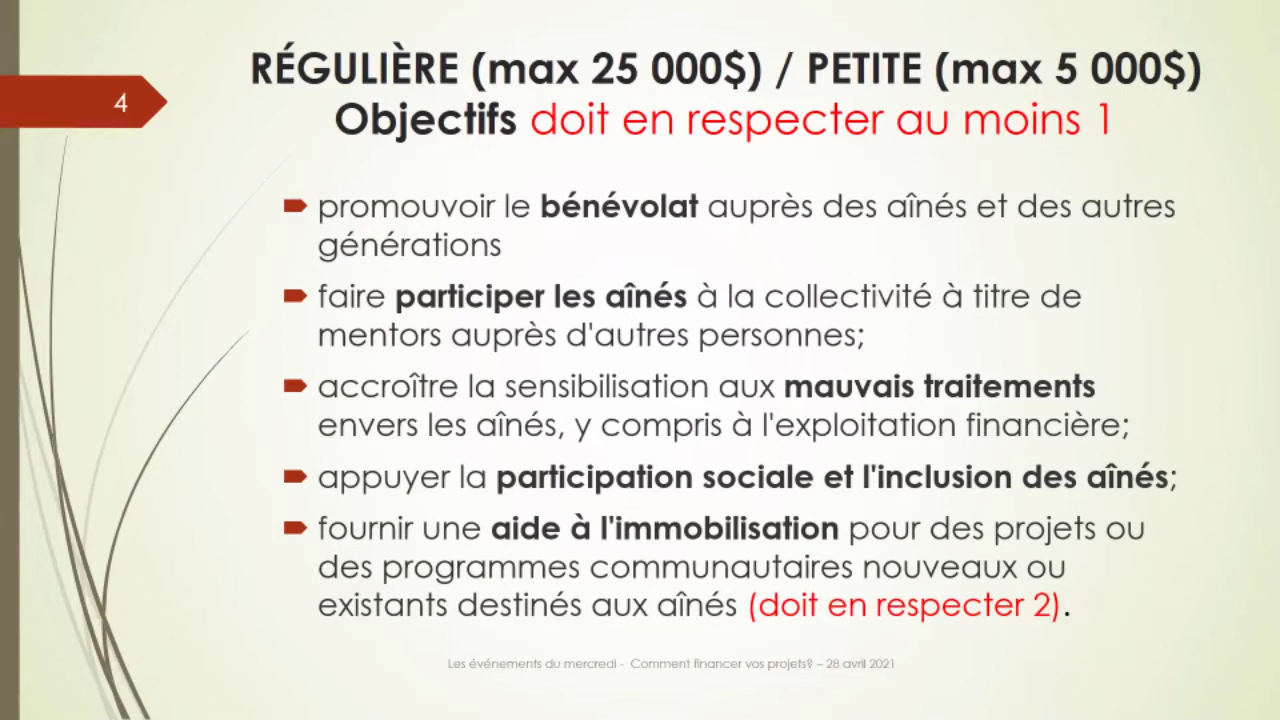 RÉGULIÈRE (max 25 000$) / PETITE (max 5 000$)
4
Objectifs doit en respecter au moins 1
promouvoir le bénévolat auprès des aînés et des autres
générations
faire participer les aînés à la collectivité à titre de
mentors auprès d'autres personnes;
accroître la sensibilisation aux mauvais traitements
envers les aînés, y compris à l'exploitation financière;
appuyer la participation sociale et l'inclusion des aînés;
fournir une aide à l'immobilisation pour des projets ou
des programmes communautaires nouveaux ou
existants destinés aux aînés (doit en respecter 2).
Les événements du mercredi - Comment financer vos projets? – 28 avril 2021